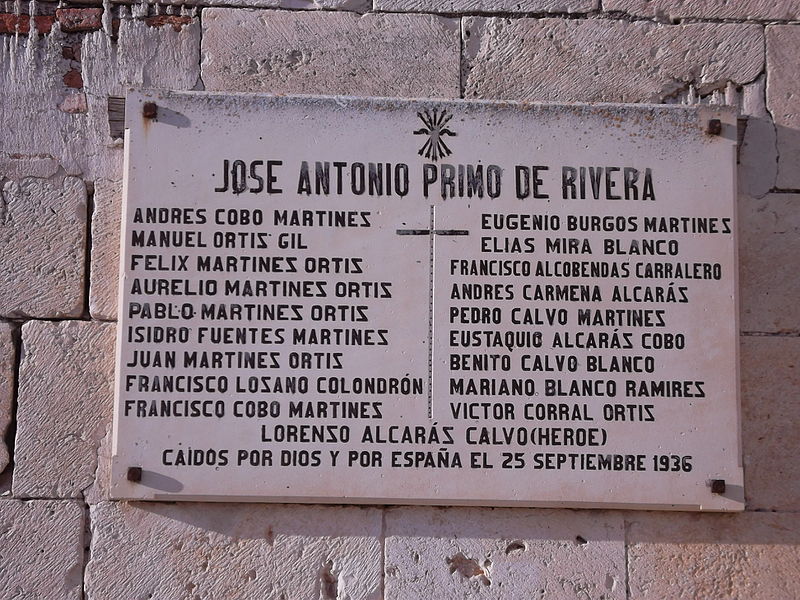 JOSE ANTONIO PRIMO DE RIVERA
ANDRES COBO MARTINES
MANUEL ORTIS GIL
FELIX MARTINES ORTIS
AURELIO MARTINES ORTIS
PABLO MARTINES ORTIS
ISIDRO FUENTES MARTINES
JUAN MARTINES ORTIS
FRANCISCO LOSANO COLONDRÓN
FRANCISCO COBO MARTINES
EUGENIO BURGOS MARTINES
ELIAS MIRA BLANCO
FRANCISCO ALCOBENDAS CARRALERO
ANDRES CARMENA ALCARÁS
PEDRO CALVO MARTINES
EUSTAQUIO ALCARÁS COBO
BENITO CALVO BLANCO
MARIANO BLANCO RAMIRES
VICTOR CORRAL ORTIS
LORENSO ALCARÁS CALVO(HEROE)
CAÍDOS POR DIOS Y POR ESPAÑA EL 25 SEPTIEMBRE 1936